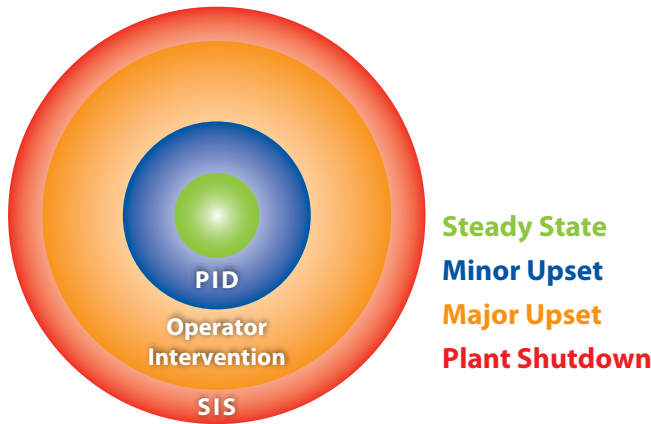 PID
Operator
Intervention
SIS
Steady State
Minor Upset
Major Upset
Plant Shutdown